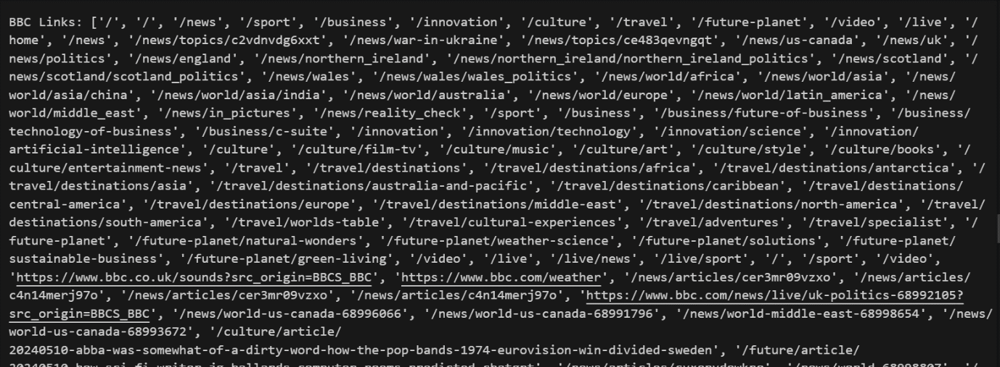 BBC Links: ['/', '/', '/news', '/sport', '/business', '/innovation', '/culture', '/travel', '/future-planet', '/video', '/live', '/
home', '/news', '/news/topics/c2vdnvdg6xxt', '/news/war-in-ukraine', '/news/topics/ce483qevngqt', '/news/us-canada', '/news/uk', '/
news/politics', '/news/england', '/news/northern_ireland', '/news/northern_ireland/northern_ireland_politics', '/news/scotland', '/
news/scotland/scotland_politics', '/news/wales', '/news/wales/wales_politics', '/news/world/africa', '/news/world/asia', '/news/
world/asia/china', '/news/world/asia/india', '/news/world/australia', '/news/world/europe', '/news/world/latin_america', '/news/
world/middle_east', '/news/in_pictures', '/news/reality_check', '/sport', '/business', '/business/future-of-business', '/business/
technology-of-business', '/business/c-suite', '/innovation', '/innovation/technology', '/innovation/science', '/innovation/
artificial-intelligence', '/culture', '/culture/film-tv', '/culture/music', '/culture/art', '/culture/style', '/culture/books', '/
culture/entertainment-news', '/travel', '/travel/destinations', '/travel/destinations/africa', '/travel/destinations/antarctica', '/
travel/destinations/asia', '/travel/destinations/australia-and-pacific', '/travel/destinations/caribbean', '/travel/destinations/
central-america', '/travel/destinations/europe', '/travel/destinations/middle-east', '/travel/destinations/north-america', '/travel/
destinations/south-america', '/travel/worlds-table', '/travel/cultural-experiences', '/travel/adventures', '/travel/specialist', '/
future-planet', '/future-planet/natural-wonders', '/future-planet/weather-science', '/future-planet/solutions', '/future-planet/
sustainable-business', '/future-planet/green-living', '/video', '/live', '/live/news', '/live/sport', '/', '/sport', '/video',
'https://www.bbc.co.uk/sounds?src_origin=BBCS_BBC', 'https://www.bbc.com/weather', '/news/articles/cer3mr09vzxo', '/news/articles/
c4n14merj97o', '/news/articles/cer3mr09vzxo', '/news/articles/c4n14merj97o', 'https://www.bbc.com/news/live/uk-politics-68992105?
src_origin=BBCS_BBC', '/news/world-us-canada-68996066', '/news/world-us-canada-68991796', '/news/world-middle-east-68998654', '/news/
world-us-canada-68993672', '/culture/article/
20240510-abba-was-somewhat-of-a-dirty-word-how-the-pop-bands-1974-eurovision-win-divided-sweden', '/future/article/